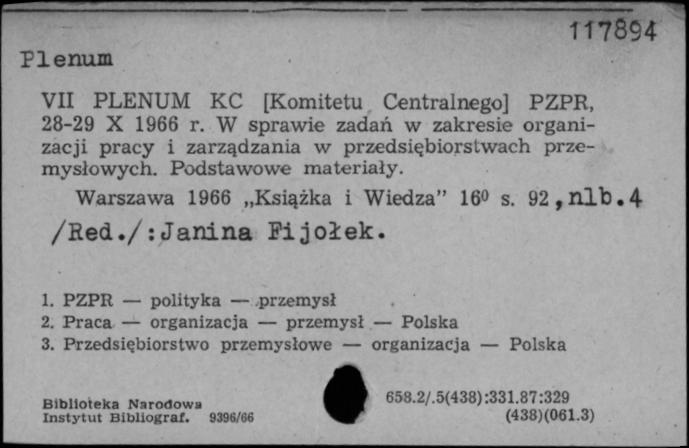 117894
Plenum
VII PLENUM KC [Komitetu Centralnego] PZPR,
28-29 X 1966 r. W sprawie zadań w zakresie organi-
zacji pracy i zarządzania w przedsiębiorstwach prze-
mysłowych. Podstawowe materiały.
Warszawa 1966 „Książka i Wiedza” 16⁰ s. 92, nlb.4
/Red./:Janina Fijołek.
1. PZPR — polityka — przemysł
2. Praca — organizacja — przemysł — Polska
3. Przedsiębiorstwo przemysłowe — organizacja — Polska
Biblioteka Narodowa
Instytut Bibliograf. 9396/66
658.2/.5(438):331.87:329
(438)(061.3)